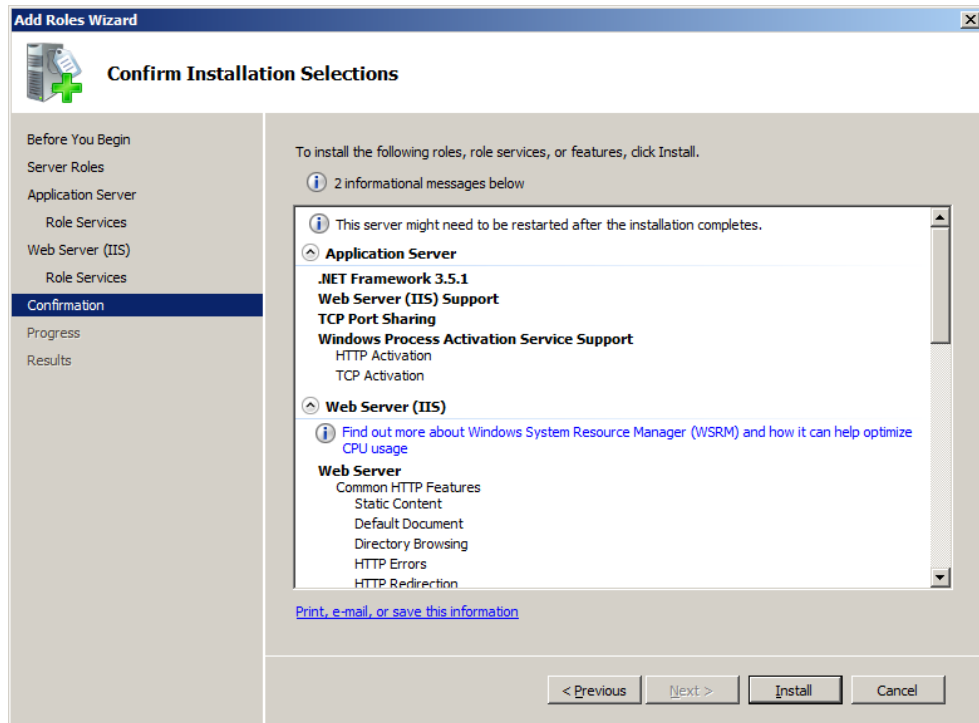 Add Roles Wizard
Confirm Installation Selections
Before You Begin
Server Roles
Application Server
Role Services
Web Server (IIS)
Role Services
Confirmation
Progress
Results
To install the following roles, role services, or features, click Install.
2 informational messages below
This server might need to be restarted after the installation completes.
Application Server
.NET Framework 3.5.1
Web Server (IIS) Support
TCP Port Sharing
Windows Process Activation Service Support
HTTP Activation
TCP Activation
Web Server (IIS)
Find out more about Windows System Resource Manager (WSRM) and how it can help optimize
CPU usage
Web Server
Common HTTP Features
Static Content
Default Document
Directory Browsing
HTTP Errors
HTTP Redirection
Print, e-mail, or save this information
< Previous
Next >
Install
Cancel